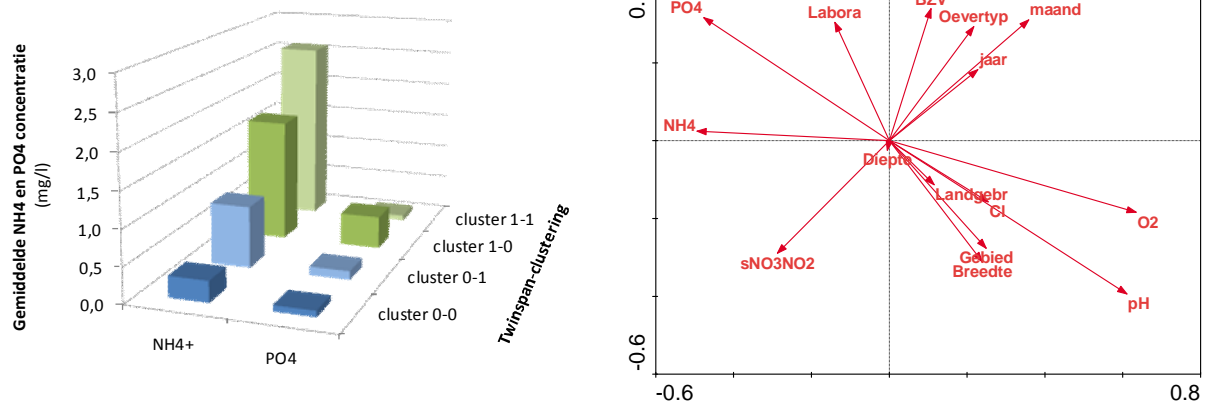 Gemiddelde NH4 en PO4 concentratie
(mg/l)
3,0
2,5
2,0
1,5
1,0
0,5
0,0
NH4+
PO4
cluster 1-1
cluster 1-0
cluster 0-1
cluster 0-0
Twinspan-clustering
0.
PO4
Labora
BZV
Oevertyp
maand
jaar
NH4
Diepte
Landgebr
Cl
O2
sNO3NO2
Gebied
Breedte
pH
-0.6
-0.6
0.8